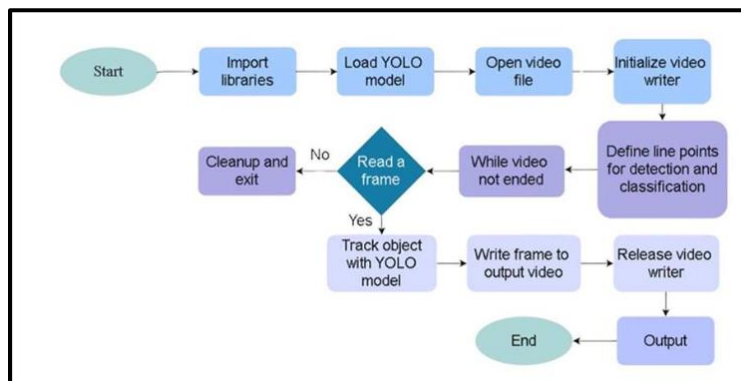 Start
Import
libraries
Load YOLO
model
Open video
file
Initialize video
writer
Define line points
for detection and
classification
While video
not ended
Read a
frame
No
Cleanup and
exit
Yes
Track object
with YOLO
model
Write frame to
output video
Release video
writer
Output
End